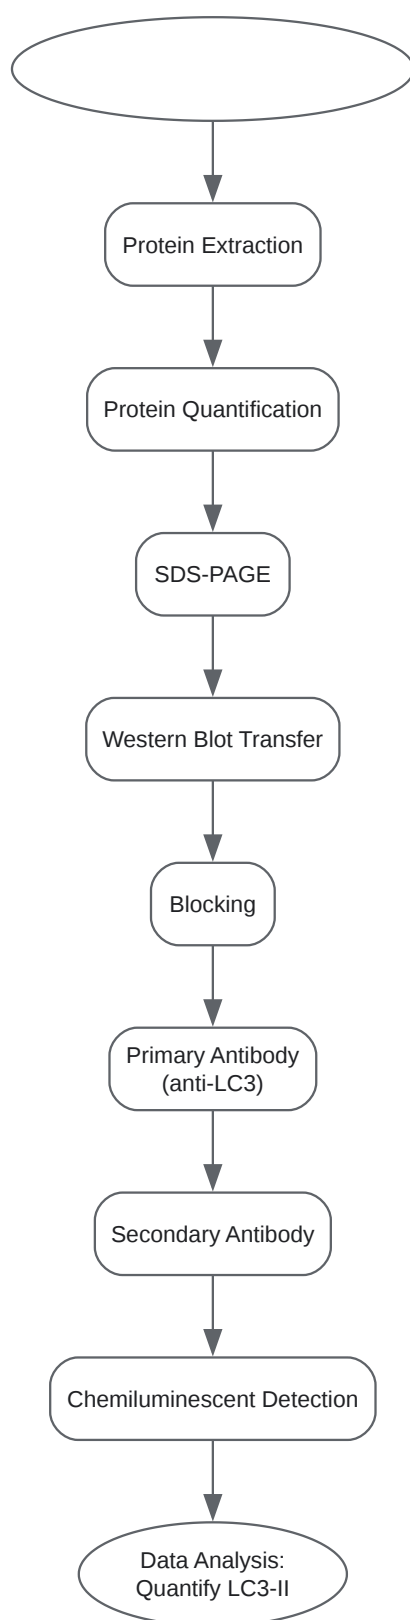 Protein Extraction
Protein Quantification
SDS-PAGE
Western Blot Transfer
Blocking
Primary Antibody
(anti-LC3)
Secondary Antibody
Chemiluminescent Detection
Data Analysis:
Quantify LC3-II